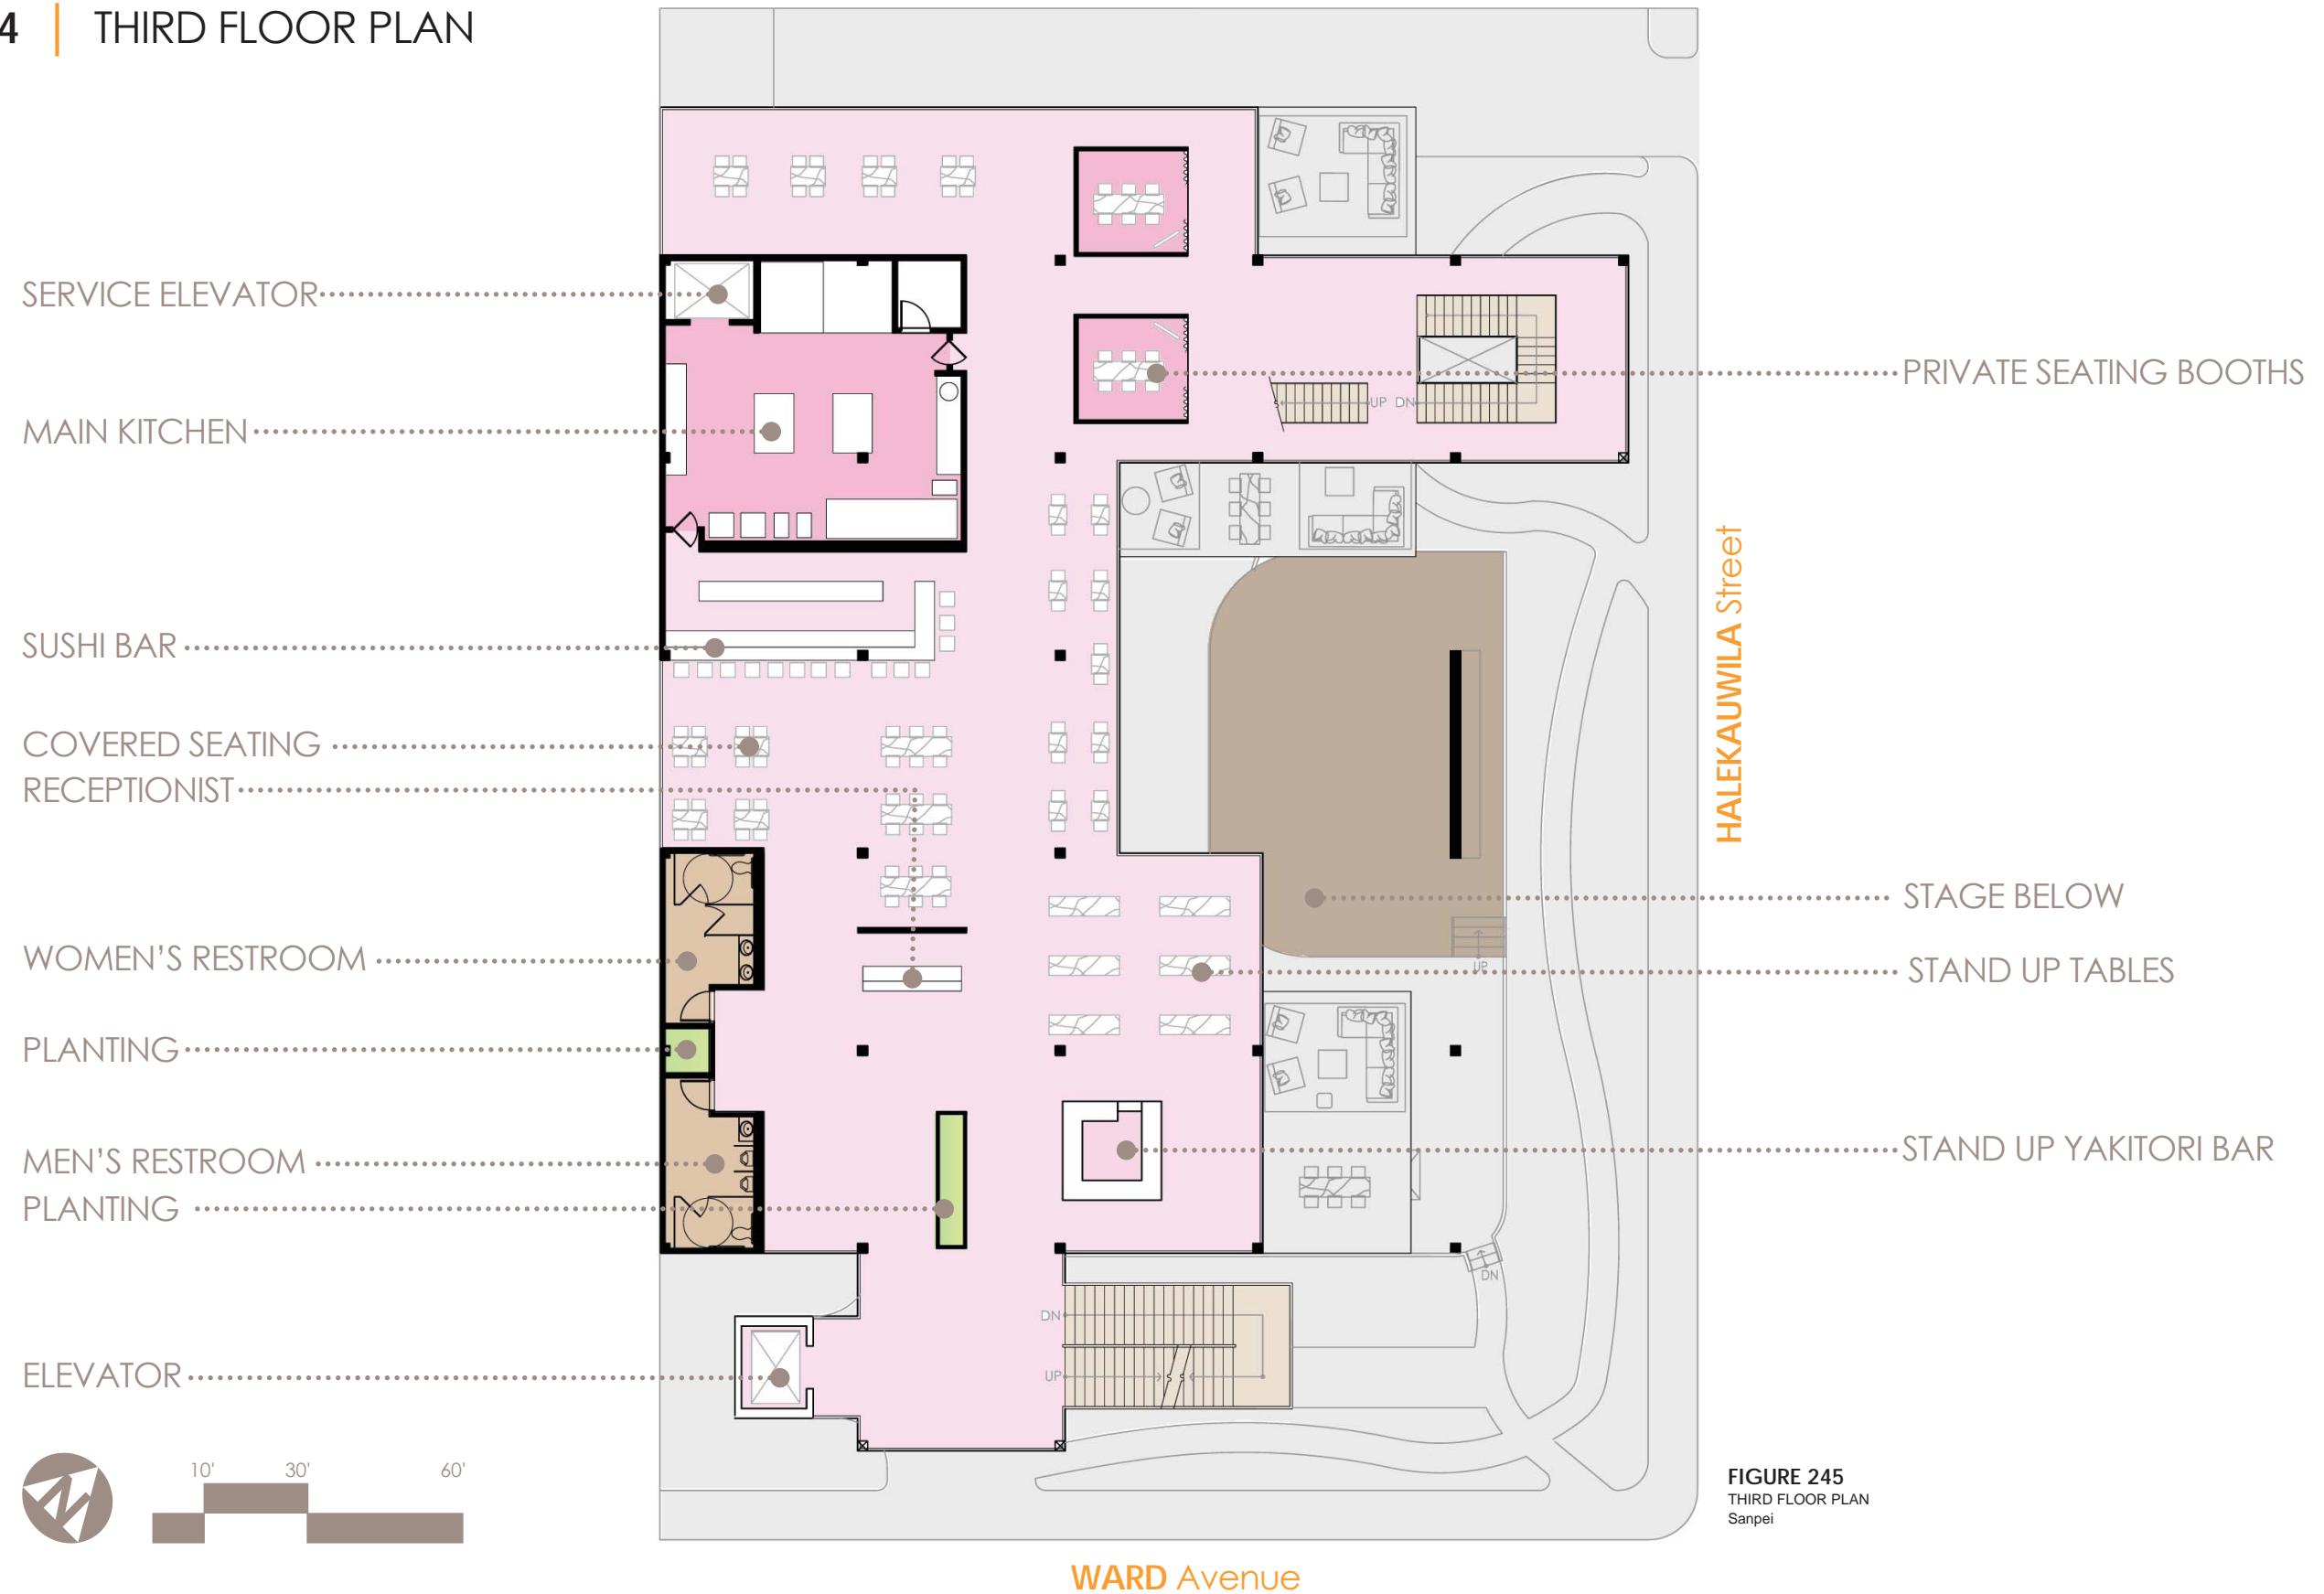 4 | THIRD FLOOR PLAN
SERVICE ELEVATOR
MAIN KITCHEN
SUSHI BAR
COVERED SEATING
RECEPTIONIST
WOMEN'S RESTROOM
PLANTING
MEN'S RESTROOM
PLANTING
ELEVATOR
PRIVATE SEATING BOOTHS
UP DN
HALEKAUWILA Street
STAGE BELOW
UP
STAND UP TABLES
STAND UP YAKITORI BAR
DN
DN
UP
10' 30' 60'
FIGURE 245
THIRD FLOOR PLAN
Sanpei
WARD Avenue